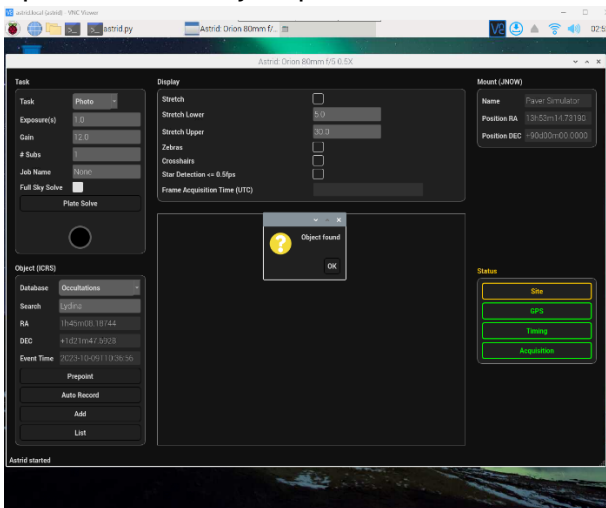 astrid.local (astrid) - VNC Viewer
astrid.py
Astrid: Orion 80mm f/...
02:5
Astrid: Orion 80mm f/5 0.5X
Task
Task Photo
Exposure(s) 1.0
Gain 12.0
# Subs 1
Job Name None
Full Sky Solve
Plate Solve
Object (ICRS)
Database Occultations
Search Lydina
RA 1h45m08.18744
DEC +1d21m47.6928
Event Time 2023-10-09T10:36:56
Prepoint
Auto Record
Add
List
Astrid started
Display
Stretch
Stretch Lower 5.0
Stretch Upper 30.0
Zebras
Crosshairs
Star Detection <= 0.5fps
Frame Acquisition Time (UTC)
Object found
OK
Mount (JNOW)
Name Paver Simulator
Position RA 13h53m14.73190
Position DEC +90d00m00.0000
Status
Site
GPS
Timing
Acquisition